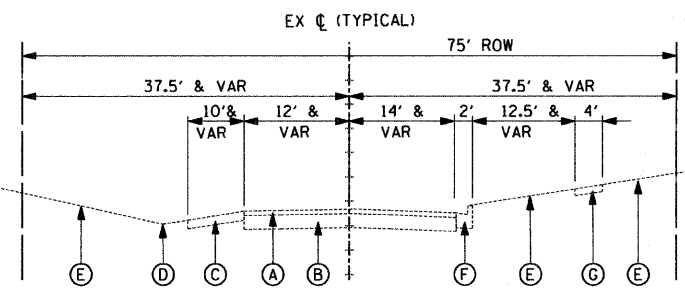 EX ℄ (TYPICAL)
75' ROW
37.5' & VAR
37.5' & VAR
10'& VAR
12' & VAR
14' & VAR
2'
12.5' & VAR
4'
E
D
C
A
B
F
E
G
E